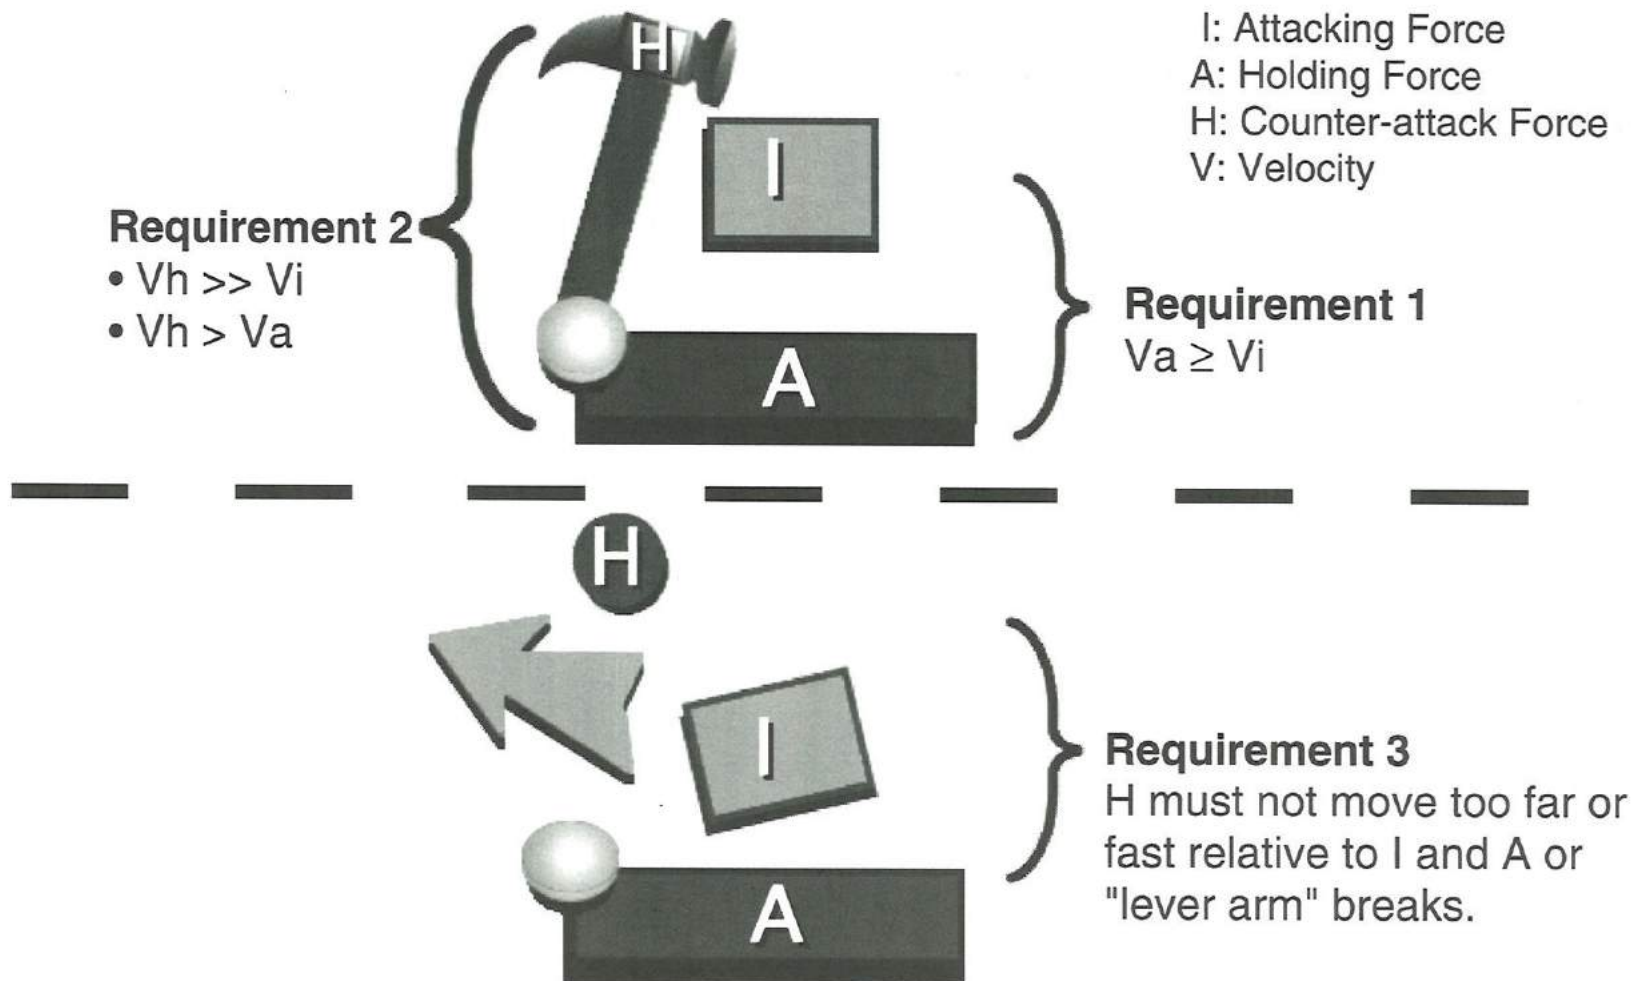 H
I: Attacking Force
A: Holding Force
H: Counter-attack Force
V: Velocity
I
Requirement 2
• Vh >> Vi
• Vh > Va
Requirement 1
Va ≥ Vi
A
H
I
Requirement 3
H must not move too far or
fast relative to I and A or
"lever arm" breaks.
A